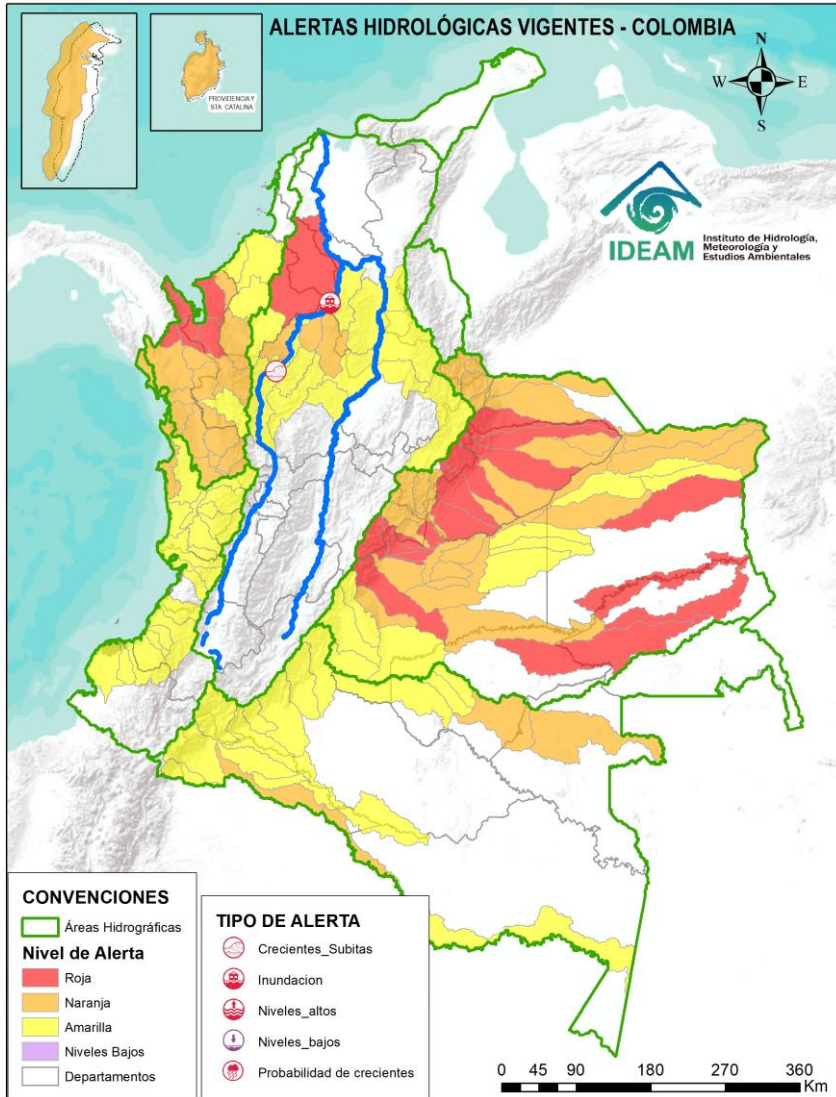 ALERTAS HIDROLÓGICAS VIGENTES - COLOMBIA
PROVIDENCIA Y
STA. CATALINA
N
W
E
S
IDEAM
Instituto de Hidrología,
Meteorología y
Estudios Ambientales
CONVENCIONES
Áreas Hidrográficas
Nivel de Alerta
Roja
Naranja
Amarilla
Niveles Bajos
Departamentos
TIPO DE ALERTA
Crecientes_Subitas
Inundacion
Niveles_altos
Niveles_bajos
Probabilidad de crecientes
0 45 90 180 270 360
Km